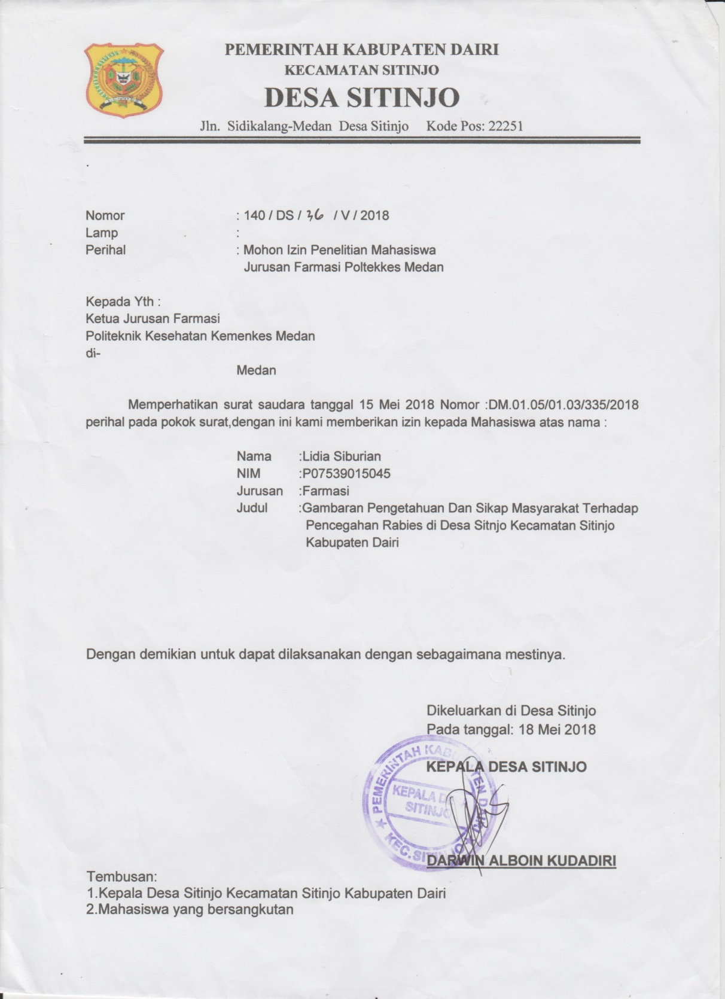 PEMERINTAH KABUPATEN DAIRI
KECAMATAN SITINJO
DESA SITINJO
Jln. Sidikalang-Medan Desa Sitinjo Kode Pos: 22251
KABUPATEN DAIRI
Nomor : 140 / DS / 36 / V / 2018
Lamp :
Perihal : Mohon Izin Penelitian Mahasiswa
Jurusan Farmasi Poltekkes Medan
Kepada Yth :
Ketua Jurusan Farmasi
Politeknik Kesehatan Kemenkes Medan
di-
Medan
Memperhatikan surat saudara tanggal 15 Mei 2018 Nomor :DM.01.05/01.03/335/2018
perihal pada pokok surat,dengan ini kami memberikan izin kepada Mahasiswa atas nama :
Nama :Lidia Siburian
NIM :P07539015045
Jurusan :Farmasi
Judul :Gambaran Pengetahuan Dan Sikap Masyarakat Terhadap
Pencegahan Rabies di Desa Sitnjo Kecamatan Sitinjo
Kabupaten Dairi
Dengan demikian untuk dapat dilaksanakan dengan sebagaimana mestinya.
Dikeluarkan di Desa Sitinjo
Pada tanggal: 18 Mei 2018
KEPALA DESA SITINJO
PEMERINTAH KABUPATEN DAIRI
KEPALA DESA
SITINJO
KEC.SITINJO
DARWIN ALBOIN KUDADIRI
Tembusan:
1.Kepala Desa Sitinjo Kecamatan Sitinjo Kabupaten Dairi
2.Mahasiswa yang bersangkutan